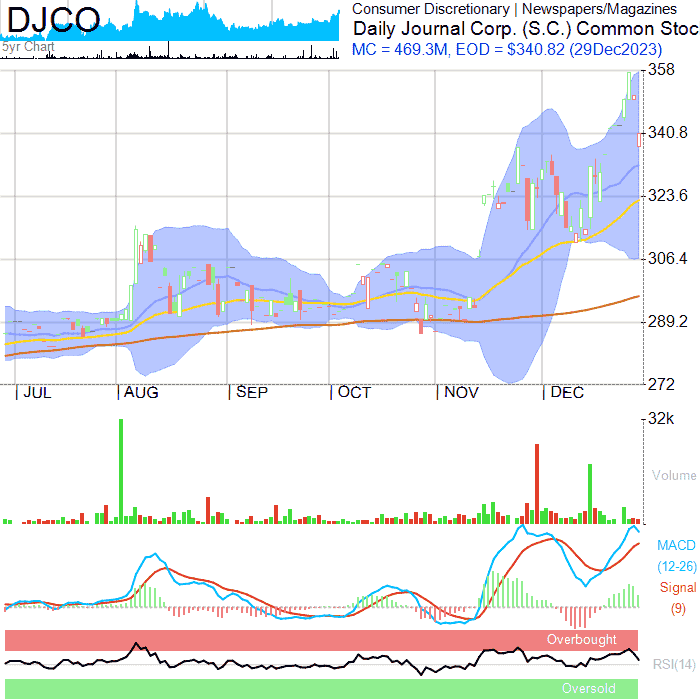 DJCO
5yr Chart
Consumer Discretionary | Newspapers/Magazines
Daily Journal Corp. (S.C.) Common Stoc
MC = 469.3M, EOD = $340.82 (29Dec2023)
358
340.8
323.6
306.4
289.2
272
JUL AUG SEP OCT NOV DEC
32k
Volume
MACD
(12-26)
Signal
(9)
Overbought
RSI(14)
Oversold